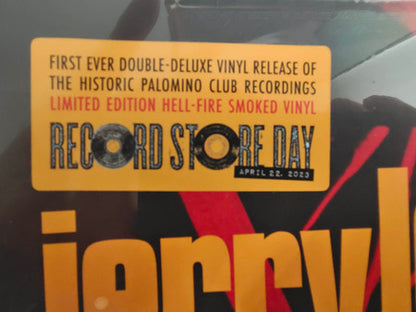 FIRST EVER DOUBLE-DELUXE VINYL RELEASE OF
THE HISTORIC PALOMINO CLUB RECORDINGS
LIMITED EDITION HELL-FIRE SMOKED VINYL
RECORD STORE DAY
APRIL 22, 2023
jerry